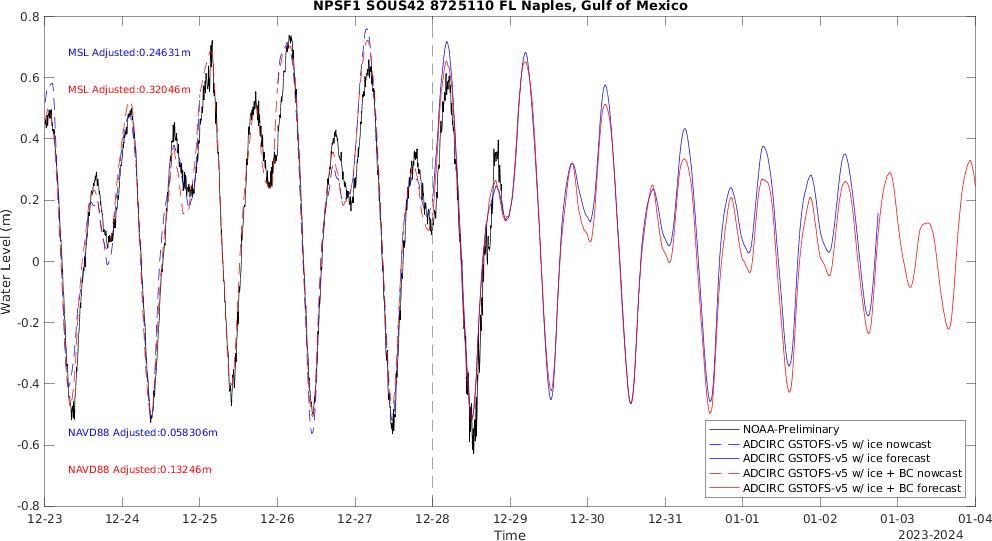 NPSF1 SOUS42 8725110 FL Naples, Gulf of Mexico
0.8
0.6
0.4
0.2
0
-0.2
-0.4
-0.6
-0.8
Water Level (m)
MSL Adjusted:0.24631m
MSL Adjusted:0.32046m
NAVD88 Adjusted:0.058306m
NAVD88 Adjusted:0.13246m
NOAA-Preliminary
ADCIRC GSTOFS-v5 w/ ice nowcast
ADCIRC GSTOFS-v5 w/ ice forecast
ADCIRC GSTOFS-v5 w/ ice + BC nowcast
ADCIRC GSTOFS-v5 w/ ice + BC forecast
12-23 12-24 12-25 12-26 12-27 12-28 12-29 12-30 12-31 01-01 01-02 01-03 01-04
Time
2023-2024